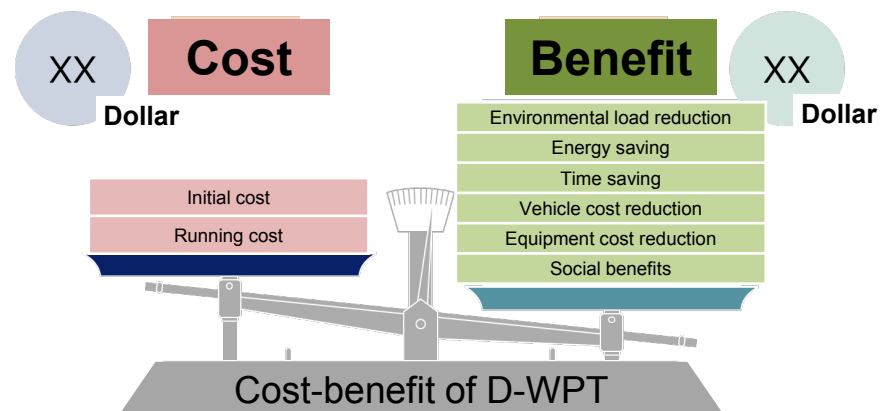 XX
Dollar
Cost
Benefit
XX
Dollar
Initial cost
Running cost
Environmental load reduction
Energy saving
Time saving
Vehicle cost reduction
Equipment cost reduction
Social benefits
Cost-benefit of D-WPT